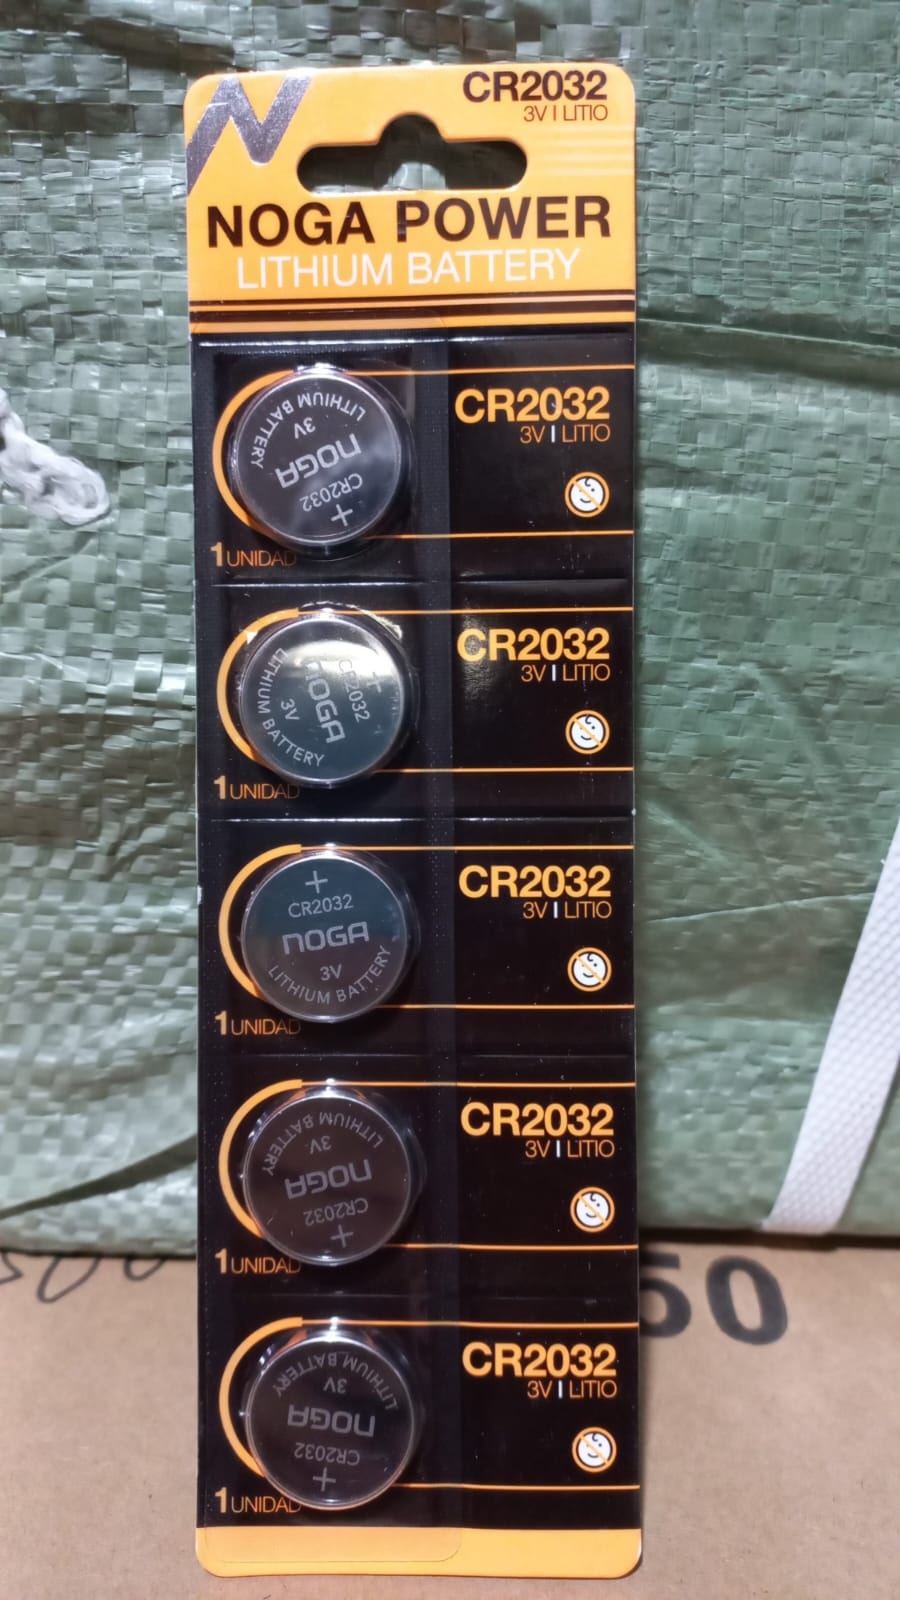 CR2032
3V | LITIO
NOGA POWER
LITHIUM BATTERY
CR2032
3V | LITIO
+
CR2032
NOGA
3V
LITHIUM BATTERY
1 UNIDAD
CR2032
3V | LITIO
+
CR2032
NOGA
3V
LITHIUM BATTERY
1 UNIDAD
CR2032
3V | LITIO
+
CR2032
NOGA
3V
LITHIUM BATTERY
1 UNIDAD
CR2032
3V | LITIO
+
CR2032
NOGA
3V
LITHIUM BATTERY
1 UNIDAD
CR2032
3V | LITIO
+
CR2032
NOGA
3V
LITHIUM BATTERY
1 UNIDAD
50